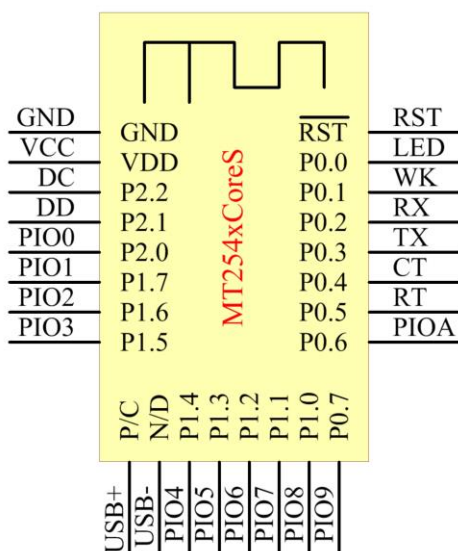 GND GND RST RST
VCC VDD P0.0 LED
DC P2.2 P0.1 WK
DD P2.1 P0.2 RX
PIO0 P2.0 P0.3 TX
PIO1 P1.7 P0.4 CT
PIO2 P1.6 P0.5 RT
PIO3 P1.5 P0.6 PIOA
MT254xCoreS
P/C N/D P1.4 P1.3 P1.2 P1.1 P1.0 P0.7
USB+ USB- PIO4 PIO5 PIO6 PIO7 PIO8 PIO9